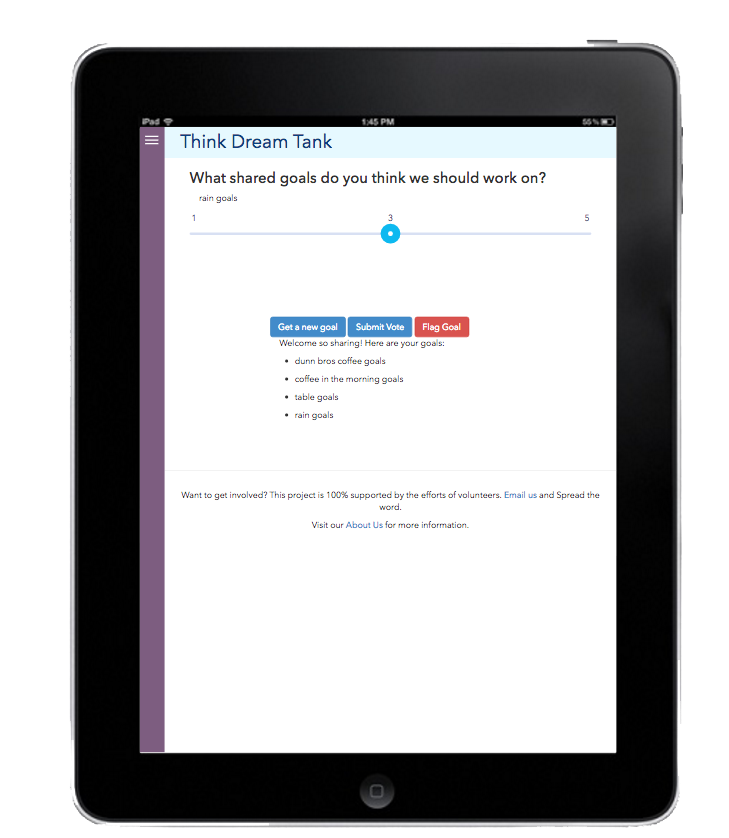 iPad 1:45 PM 55%
Think Dream Tank
What shared goals do you think we should work on?
rain goals
1 3 5
Get a new goal Submit Vote Flag Goal
Welcome so sharing! Here are your goals:
dunn bros coffee goals
coffee in the morning goals
table goals
rain goals
Want to get involved? This project is 100% supported by the efforts of volunteers. Email us and Spread the
word.
Visit our About Us for more information.